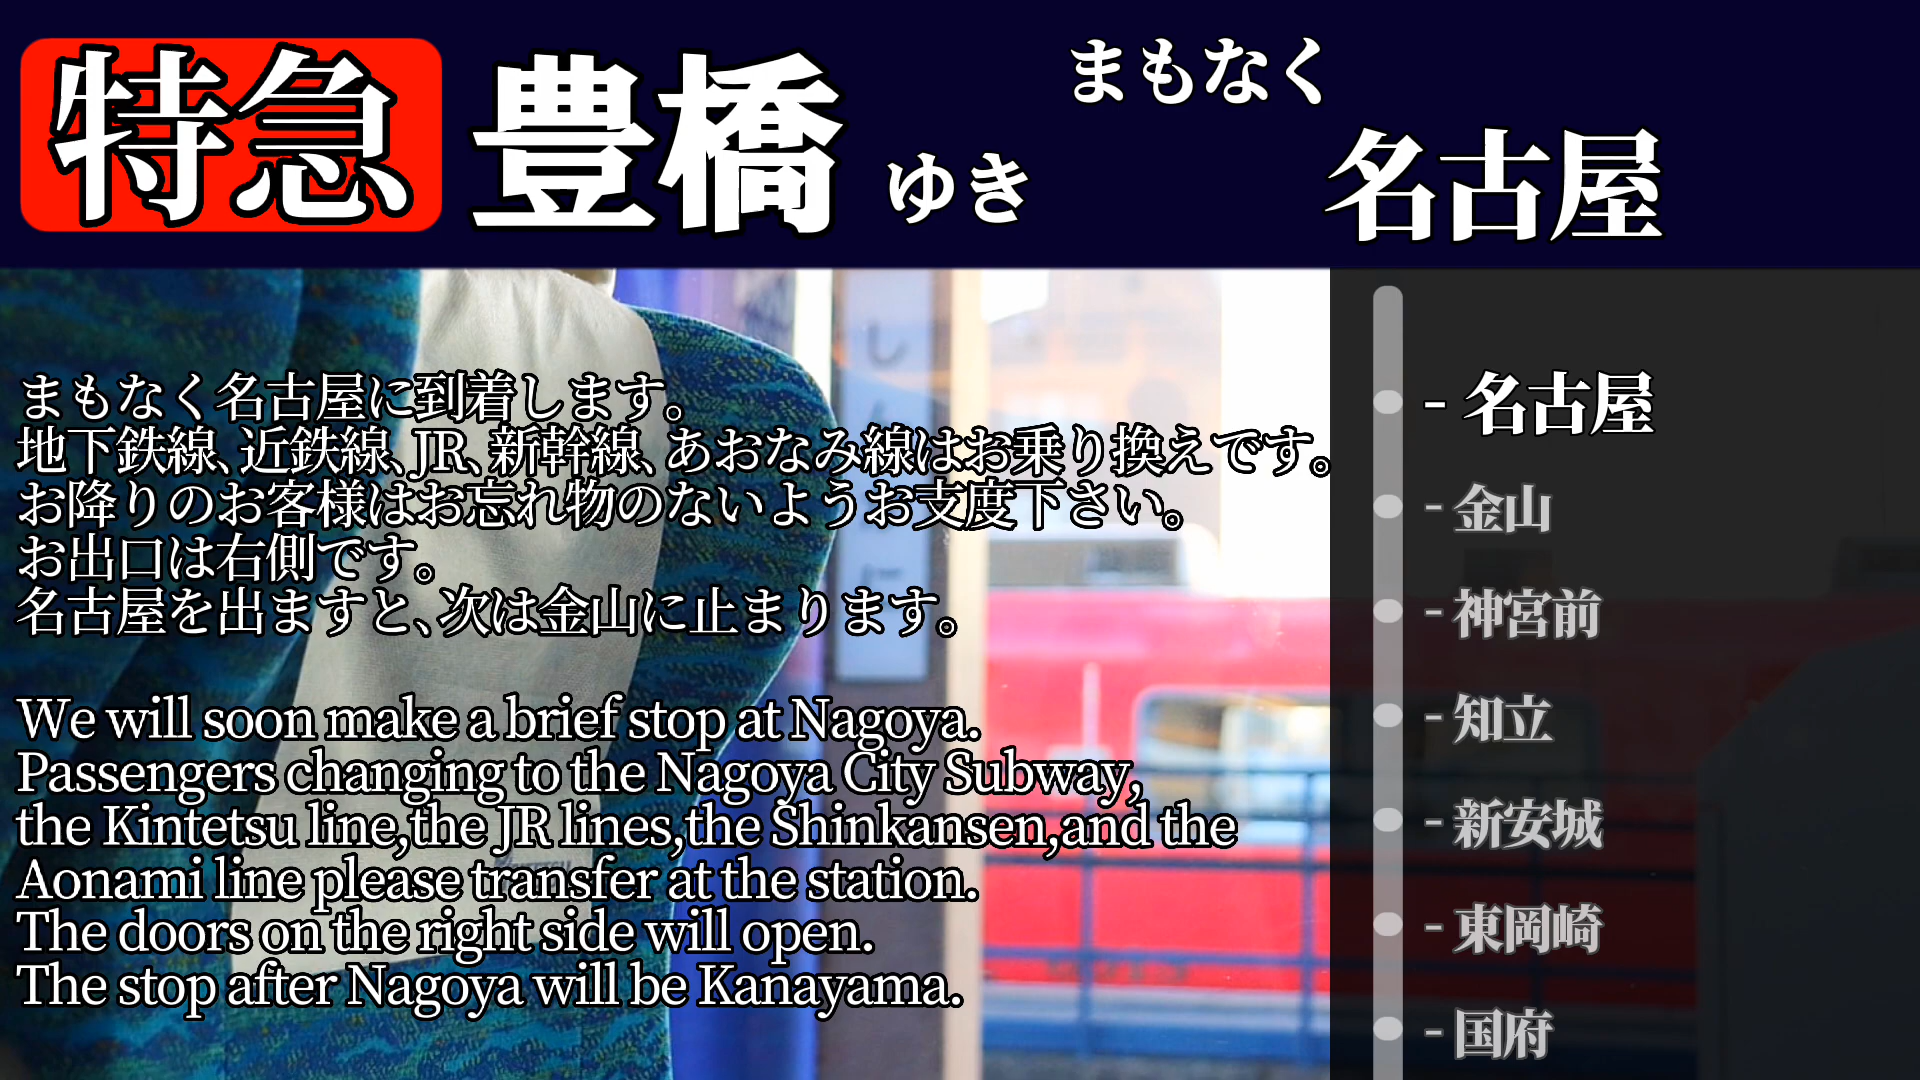 特急 豊橋 ゆき
まもなく
名古屋
まもなく名古屋に到着します。
地下鉄線、近鉄線、JR、新幹線、あおなみ線はお乗り換えです。
お降りのお客様はお忘れ物のないようお支度下さい。
お出口は右側です。
名古屋を出ますと、次は金山に止まります。
We will soon make a brief stop at Nagoya.
Passengers changing to the Nagoya City Subway,
the Kintetsu line,the JR lines,the Shinkansen,and the
Aonami line please transfer at the station.
The doors on the right side will open.
The stop after Nagoya will be Kanayama.
- 名古屋
- 金山
- 神宮前
- 知立
- 新安城
- 東岡崎
- 国府